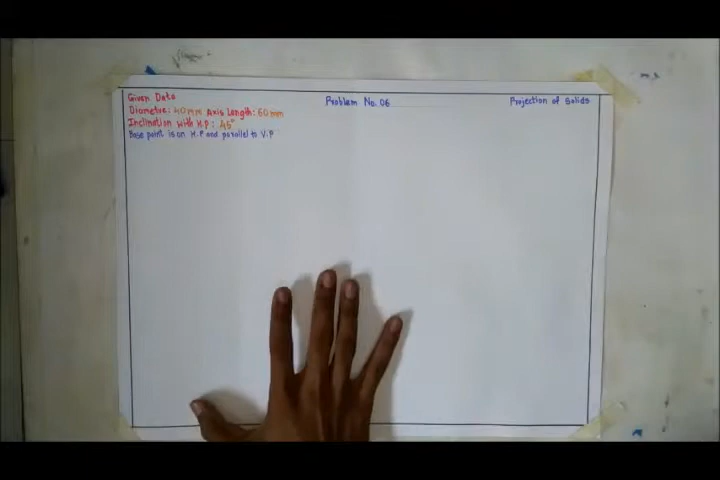 Given Data
Problem No. 06
Projection of Solids
Diametre: 40mm Axis Length: 60mm
Inclination with H.P: 45°
Base point is on H.P and parallel to V.P